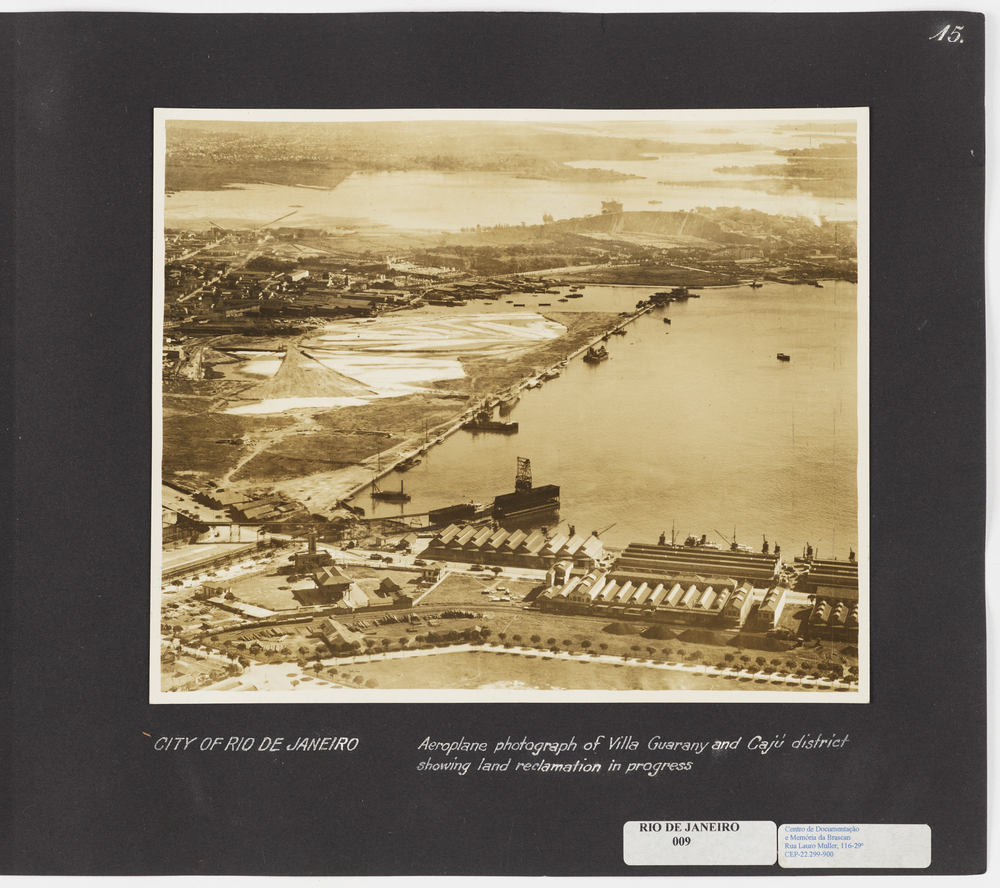 15.
CITY OF RIO DE JANEIRO
Aeroplane photograph of Villa Guarany and Cajú district
showing land reclamation in progress
RIO DE JANEIRO
009
Centro de Documentação
e Memória da Brascan
Rua Lauro Muller, 116-29º
CEP-22.299-900